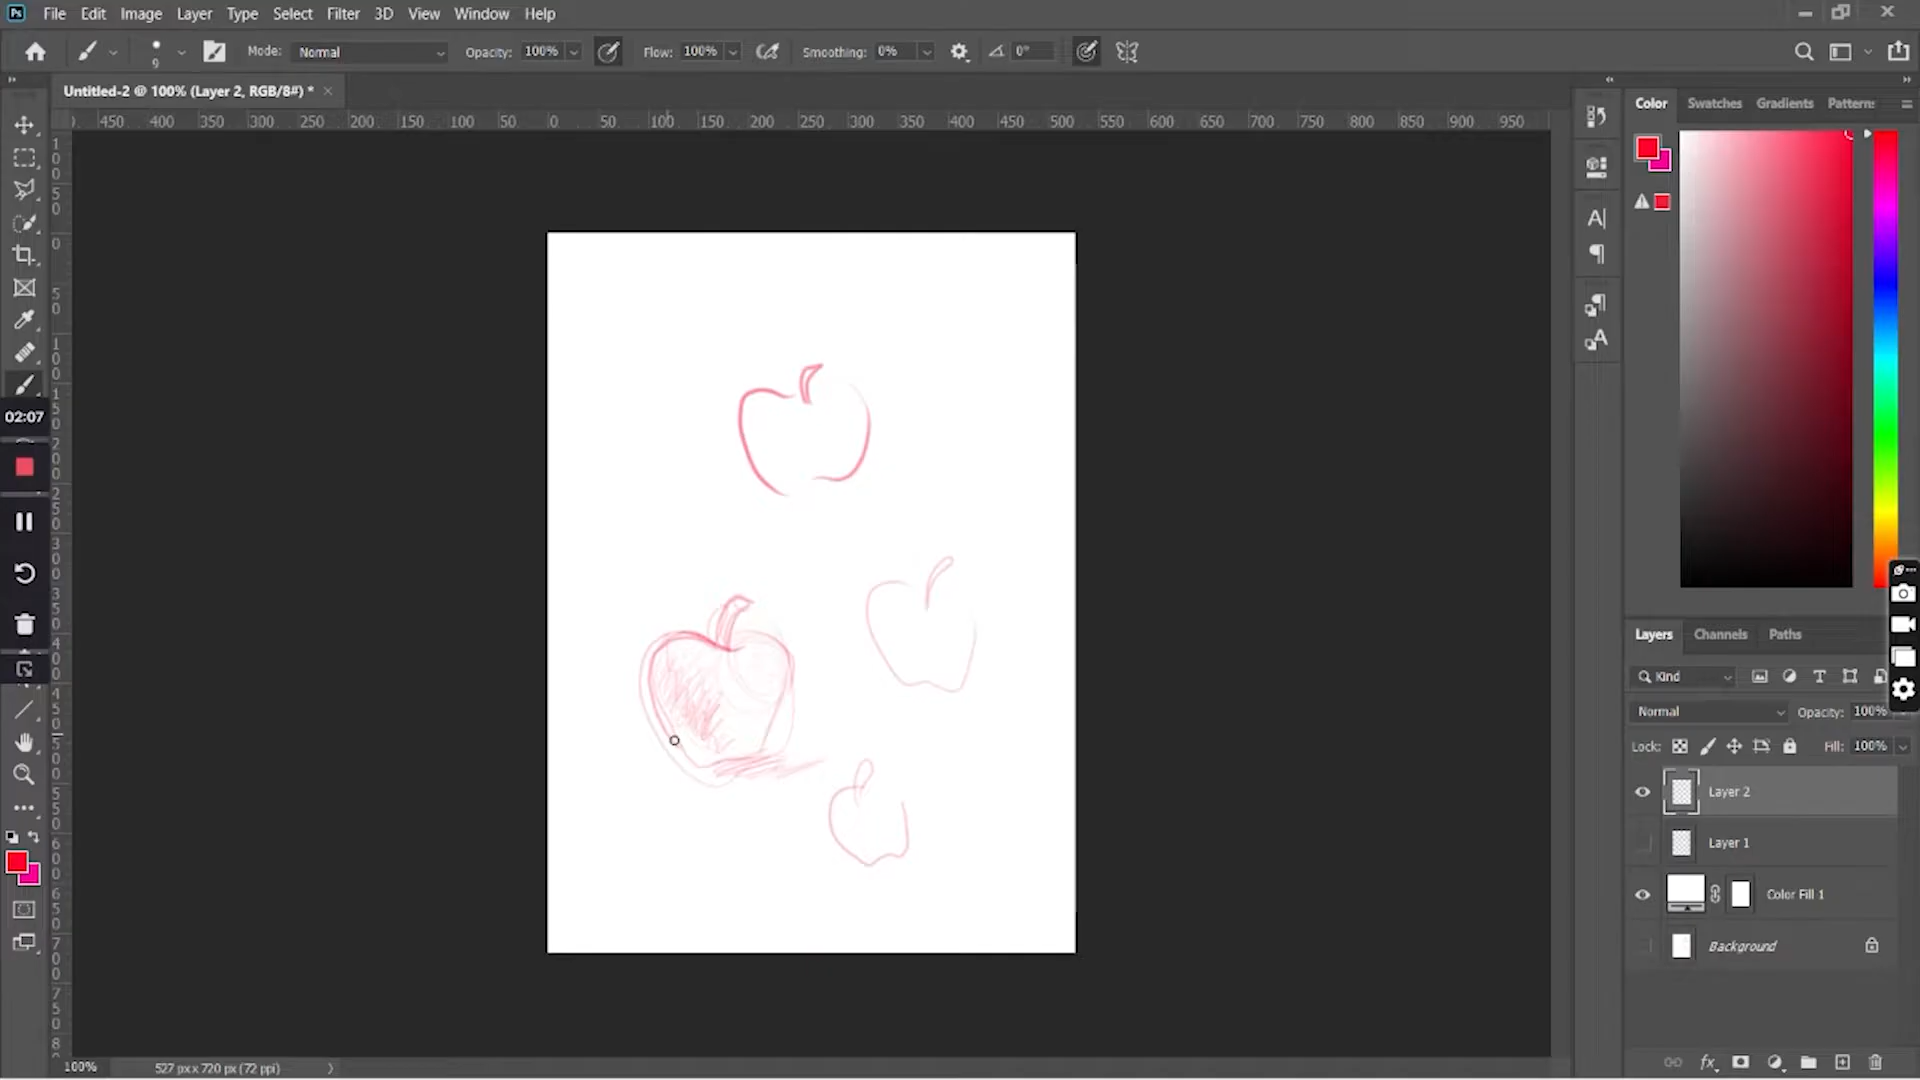 Ps File Edit Image Layer Type Select Filter 3D View Window Help
9 Mode: Normal Opacity: 100% Flow: 100% Smoothing: 0% 0°
Untitled-2 @ 100% (Layer 2, RGB/8#) * ×
450 400 350 300 250 200 150 100 50 0 50 100 150 200 250 300 350 400 450 500 550 600 650 700 750 800 850 900 950
Color Swatches Gradients Patterns
02:07
Layers Channels Paths
Kind
Normal Opacity: 100%
Lock: Fill: 100%
Layer 2
Layer 1
Color Fill 1
Background
100% 527 px x 720 px (72 ppi)